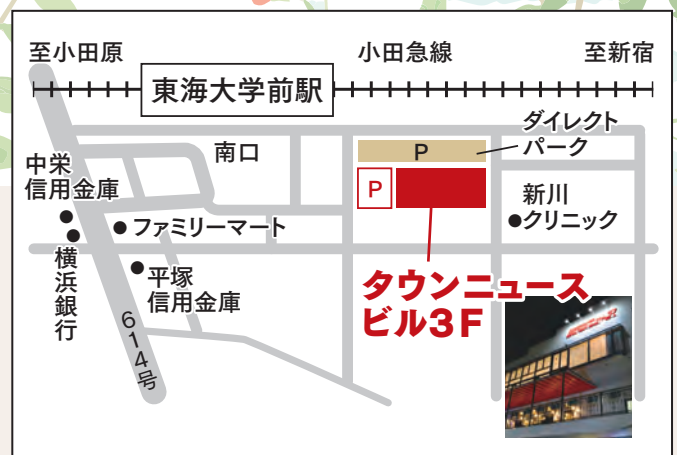 至小田原
小田急線
至新宿
東海大学前駅
ダイレクト
パーク
南口
P
中栄
信用金庫
P
新川
クリニック
ファミリーマート
横浜銀行
平塚
信用金庫
タウンニュース
ビル3F
614号